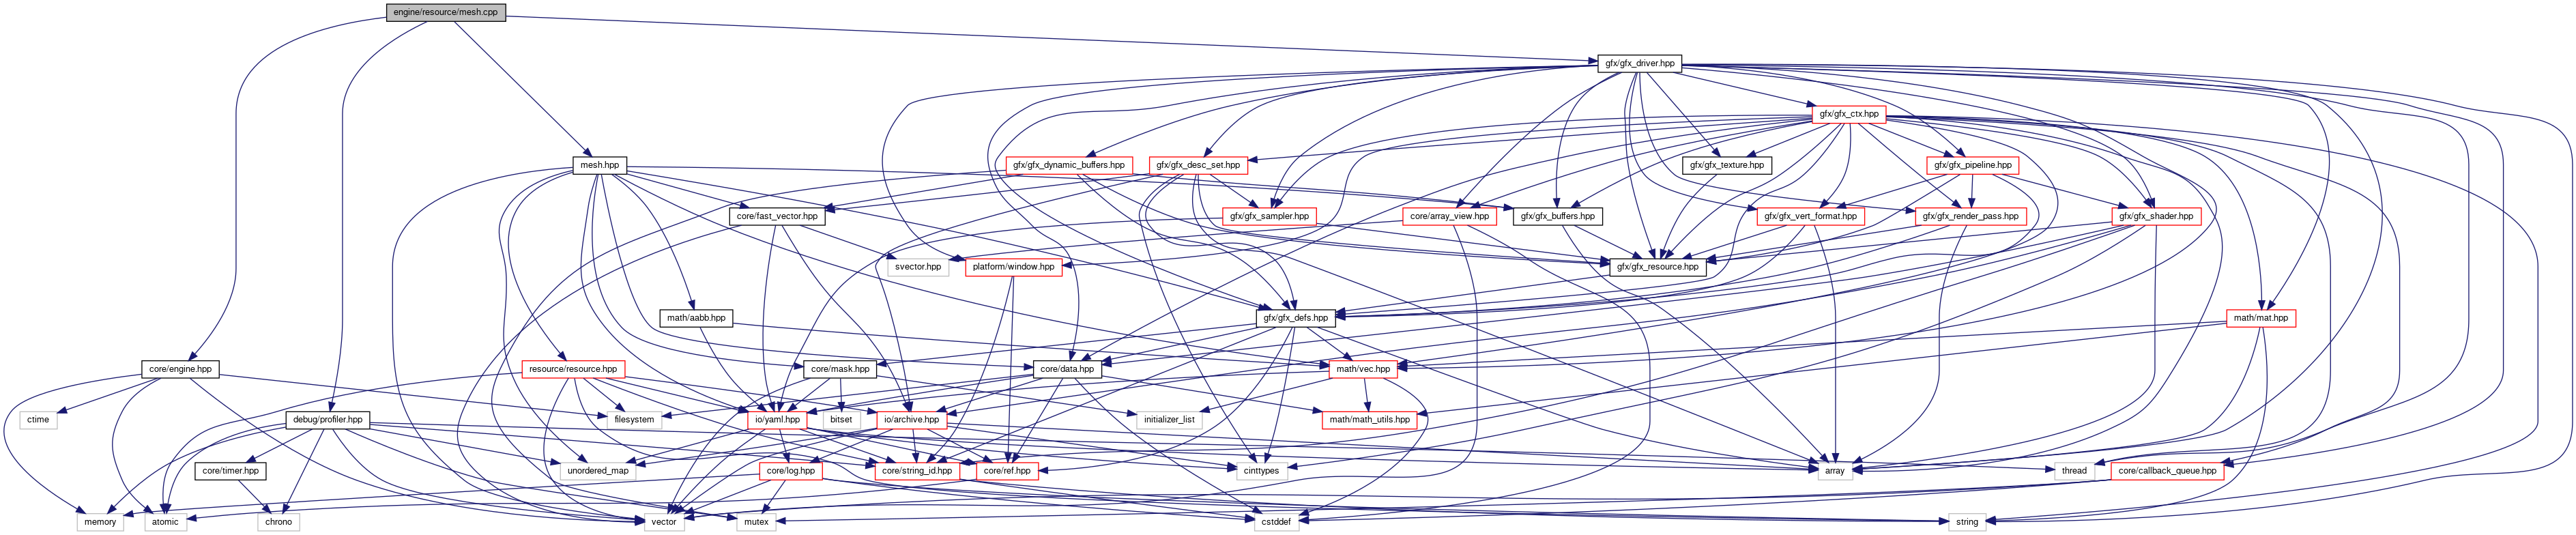 engine/resource/mesh.cpp
gfx/gfx_driver.hpp
gfx/gfx_ctx.hpp
mesh.hpp
gfx/gfx_dynamic_buffers.hpp
gfx/gfx_desc_set.hpp
gfx/gfx_texture.hpp
gfx/gfx_pipeline.hpp
core/fast_vector.hpp
gfx/gfx_sampler.hpp
core/array_view.hpp
gfx/gfx_buffers.hpp
gfx/gfx_vert_format.hpp
gfx/gfx_render_pass.hpp
gfx/gfx_shader.hpp
svector.hpp
platform/window.hpp
gfx/gfx_resource.hpp
math/aabb.hpp
gfx/gfx_defs.hpp
math/mat.hpp
core/engine.hpp
resource/resource.hpp
core/mask.hpp
core/data.hpp
math/vec.hpp
ctime
debug/profiler.hpp
filesystem
io/yaml.hpp
bitset
io/archive.hpp
initializer_list
math/math_utils.hpp
core/timer.hpp
unordered_map
core/log.hpp
core/string_id.hpp
core/ref.hpp
cinttypes
array
thread
core/callback_queue.hpp
memory
atomic
chrono
vector
mutex
cstddef
string